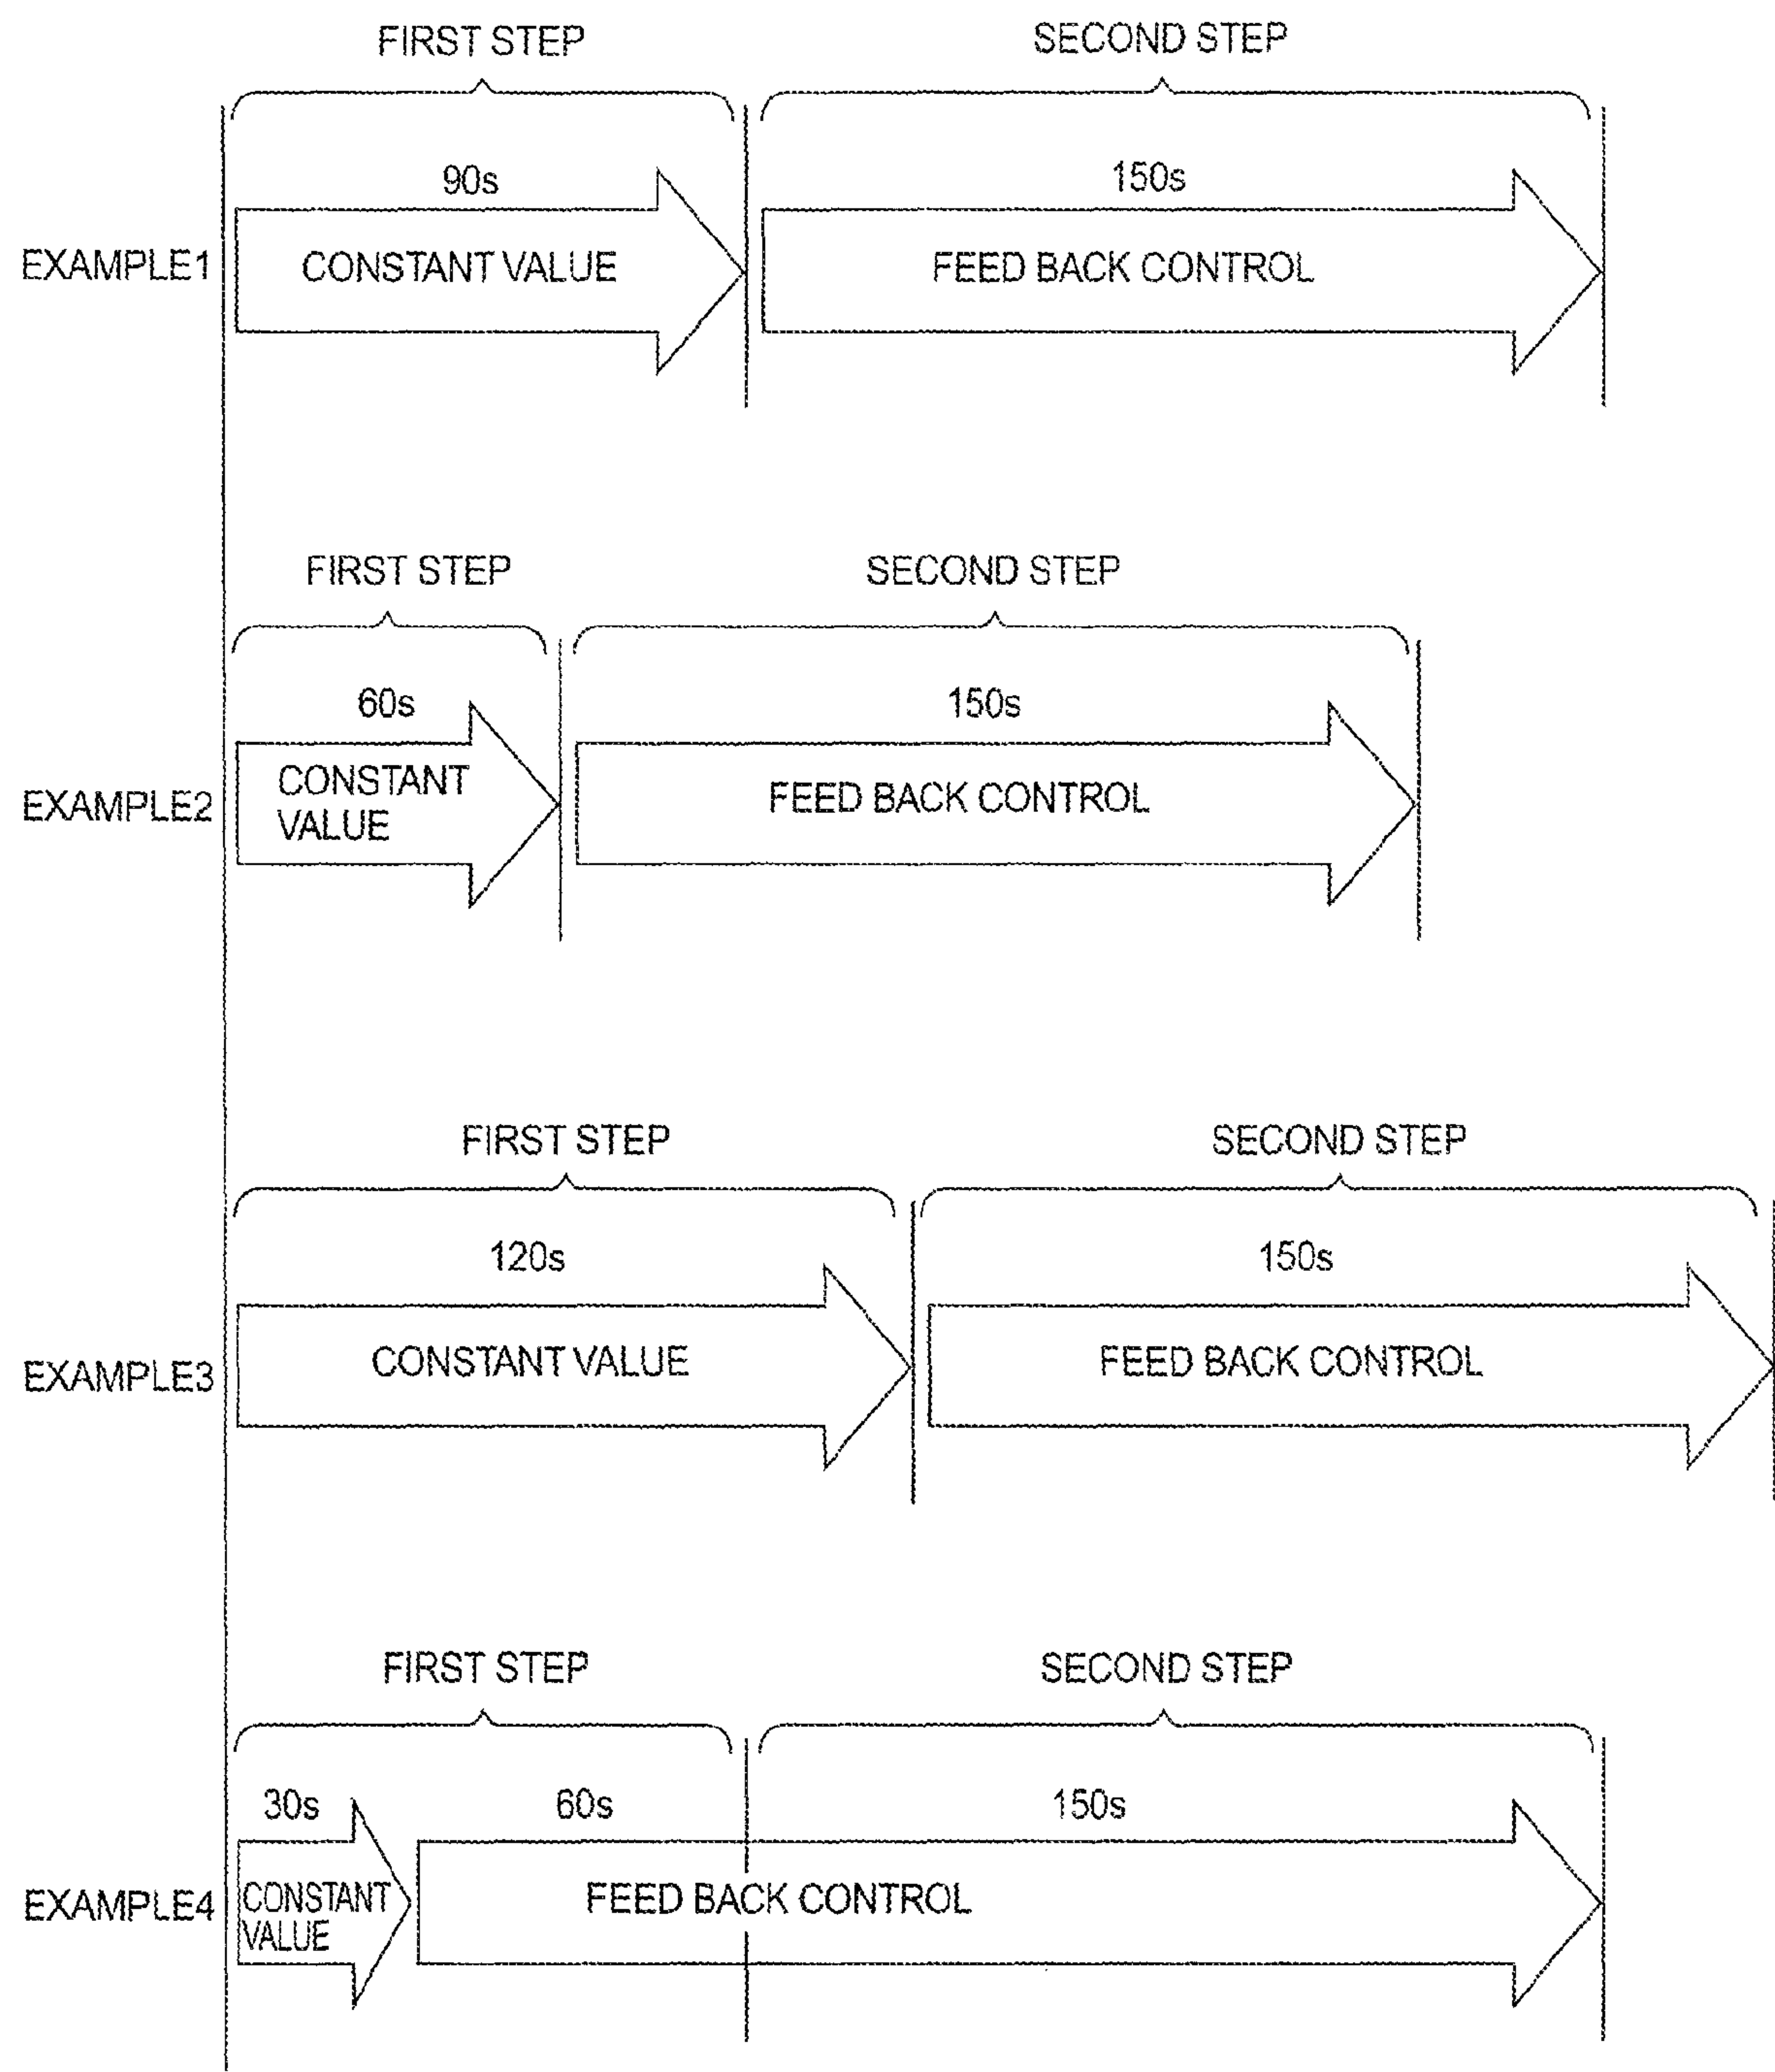 FIRST STEP
SECOND STEP
90s
150s
EXAMPLE1
CONSTANT VALUE
FEED BACK CONTROL
FIRST STEP
SECOND STEP
60s
150s
EXAMPLE2
CONSTANT
VALUE
FEED BACK CONTROL
FIRST STEP
SECOND STEP
120s
150s
EXAMPLE3
CONSTANT VALUE
FEED BACK CONTROL
FIRST STEP
SECOND STEP
30s
60s
150s
EXAMPLE4
CONSTANT
VALUE
FEED BACK CONTROL